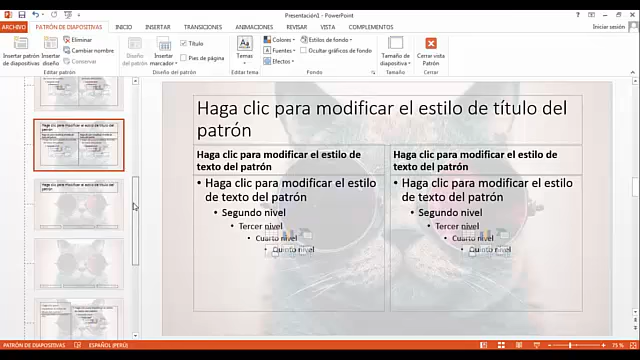 Presentación1 - PowerPoint
Iniciar sesión
ARCHIVO PATRÓN DE DIAPOSITIVAS INICIO INSERTAR TRANSICIONES ANIMACIONES REVISAR VISTA COMPLEMENTOS
Insertar patrón de diapositivas
Insertar diseño
Eliminar
Cambiar nombre
Conservar
Editar patrón
Diseño del patrón
Insertar marcador
Título
Pies de página
Diseño del patrón
Temas
Editar tema
Colores
Fuentes
Efectos
Estilos de fondo
Ocultar gráficos de fondo
Fondo
Tamaño de diapositiva
Tamaño
Cerrar vista Patrón
Cerrar
Haga clic para modificar el estilo de título del
patrón
Haga clic para modificar el estilo de
texto del patrón
• Haga clic para modificar el estilo
de texto del patrón
• Segundo nivel
• Tercer nivel
• Cuarto nivel
• Quinto nivel
Haga clic para modificar el estilo de
texto del patrón
• Haga clic para modificar el estilo
de texto del patrón
• Segundo nivel
• Tercer nivel
• Cuarto nivel
• Quinto nivel
PATRÓN DE DIAPOSITIVAS ESPAÑOL (PERÚ) 75 %